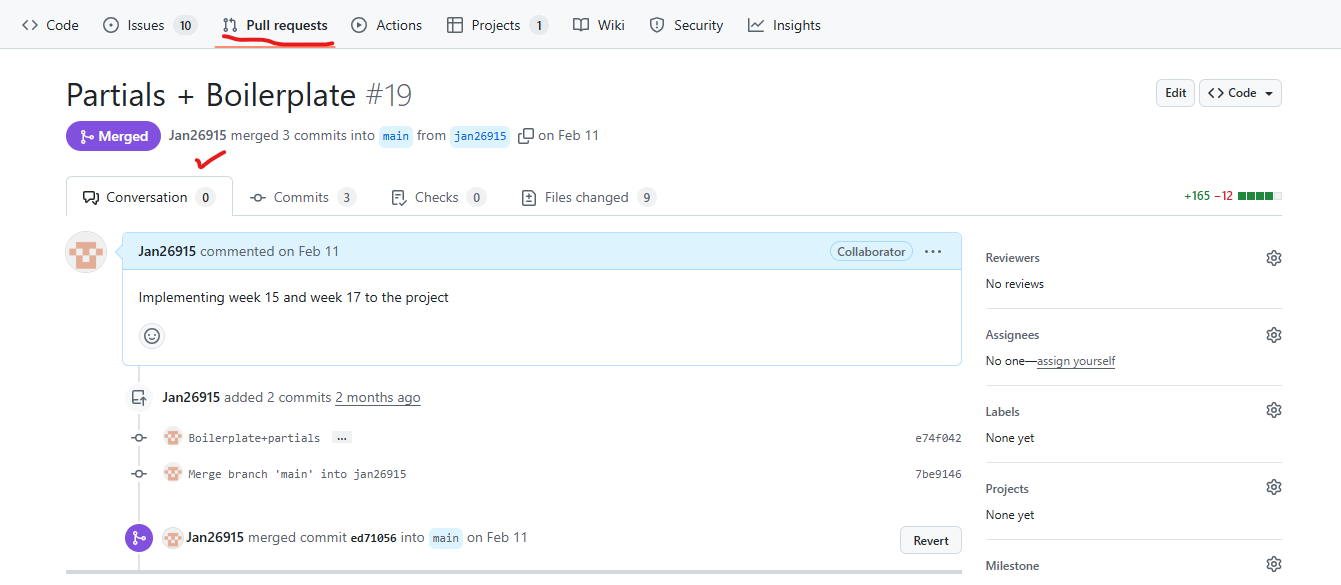 Code Issues 10 Pull requests Actions Projects 1 Wiki Security Insights
Partials + Boilerplate #19
Edit Code
Merged Jan26915 merged 3 commits into main from jan26915 on Feb 11
Conversation 0 Commits 3 Checks 0 Files changed 9 +165 −12
Jan26915 commented on Feb 11 Collaborator ...
Implementing week 15 and week 17 to the project
Reviewers
No reviews
Assignees
No one—assign yourself
Jan26915 added 2 commits 2 months ago
Labels
None yet
Boilerplate+partials ... e74f042
Merge branch 'main' into jan26915 7be9146
Projects
None yet
Jan26915 merged commit ed71056 into main on Feb 11 Revert
Milestone